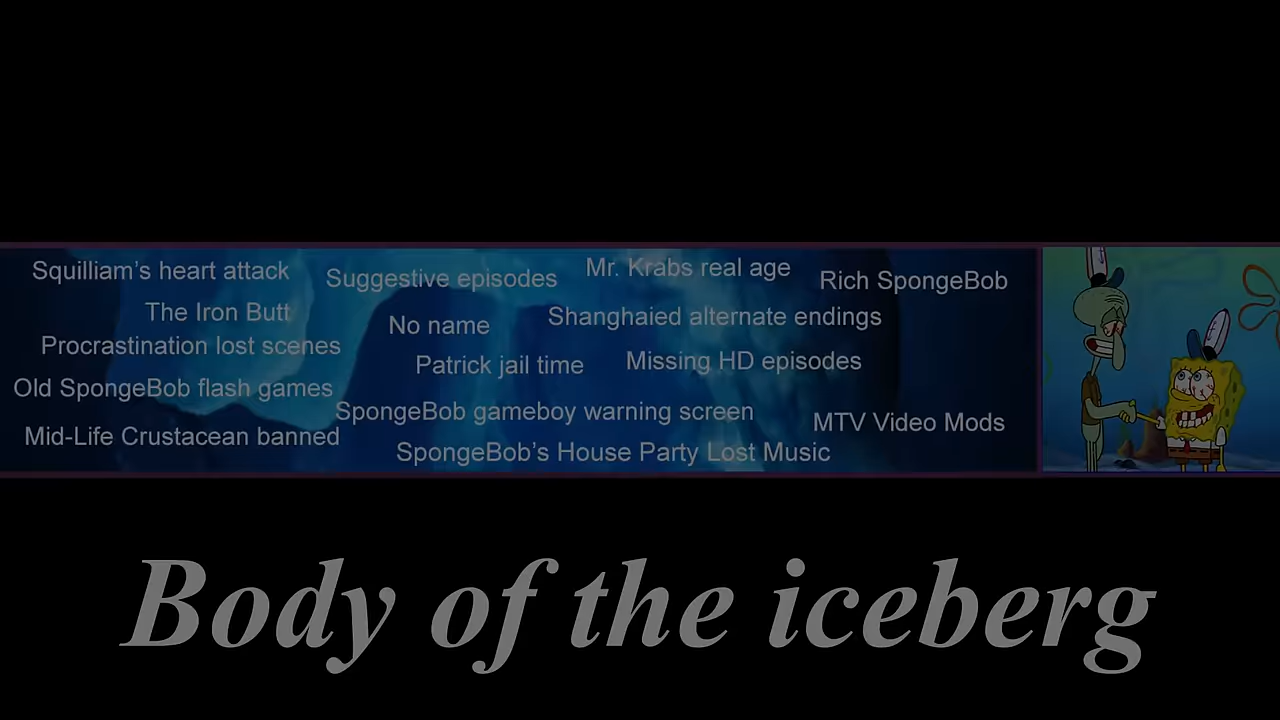 Squilliam’s heart attack
Suggestive episodes
Mr. Krabs real age
Rich SpongeBob
The Iron Butt
No name
Shanghaied alternate endings
Procrastination lost scenes
Patrick jail time
Missing HD episodes
Old SpongeBob flash games
SpongeBob gameboy warning screen
MTV Video Mods
Mid-Life Crustacean banned
SpongeBob’s House Party Lost Music
Body of the iceberg